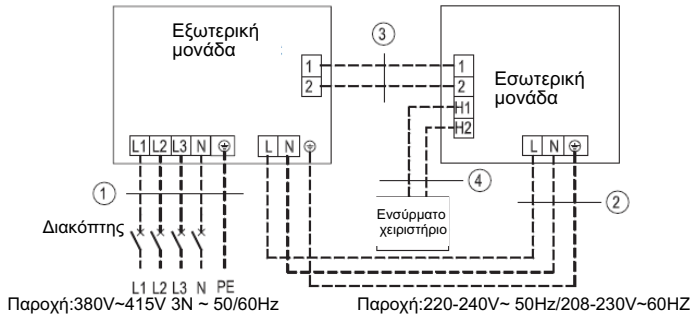 Εξωτερική
μονάδα
3
1
2
1
2
H1
H2
Εσωτερική
μονάδα
L1 L2 L3 N
L N
L N
1
4
2
Ενσύρματο
χειριστήριο
Διακόπτης
L1 L2 L3 N PE
Παροχή:380V~415V 3N ~ 50/60Hz
Παροχή:220-240V~ 50Hz/208-230V~60HZ